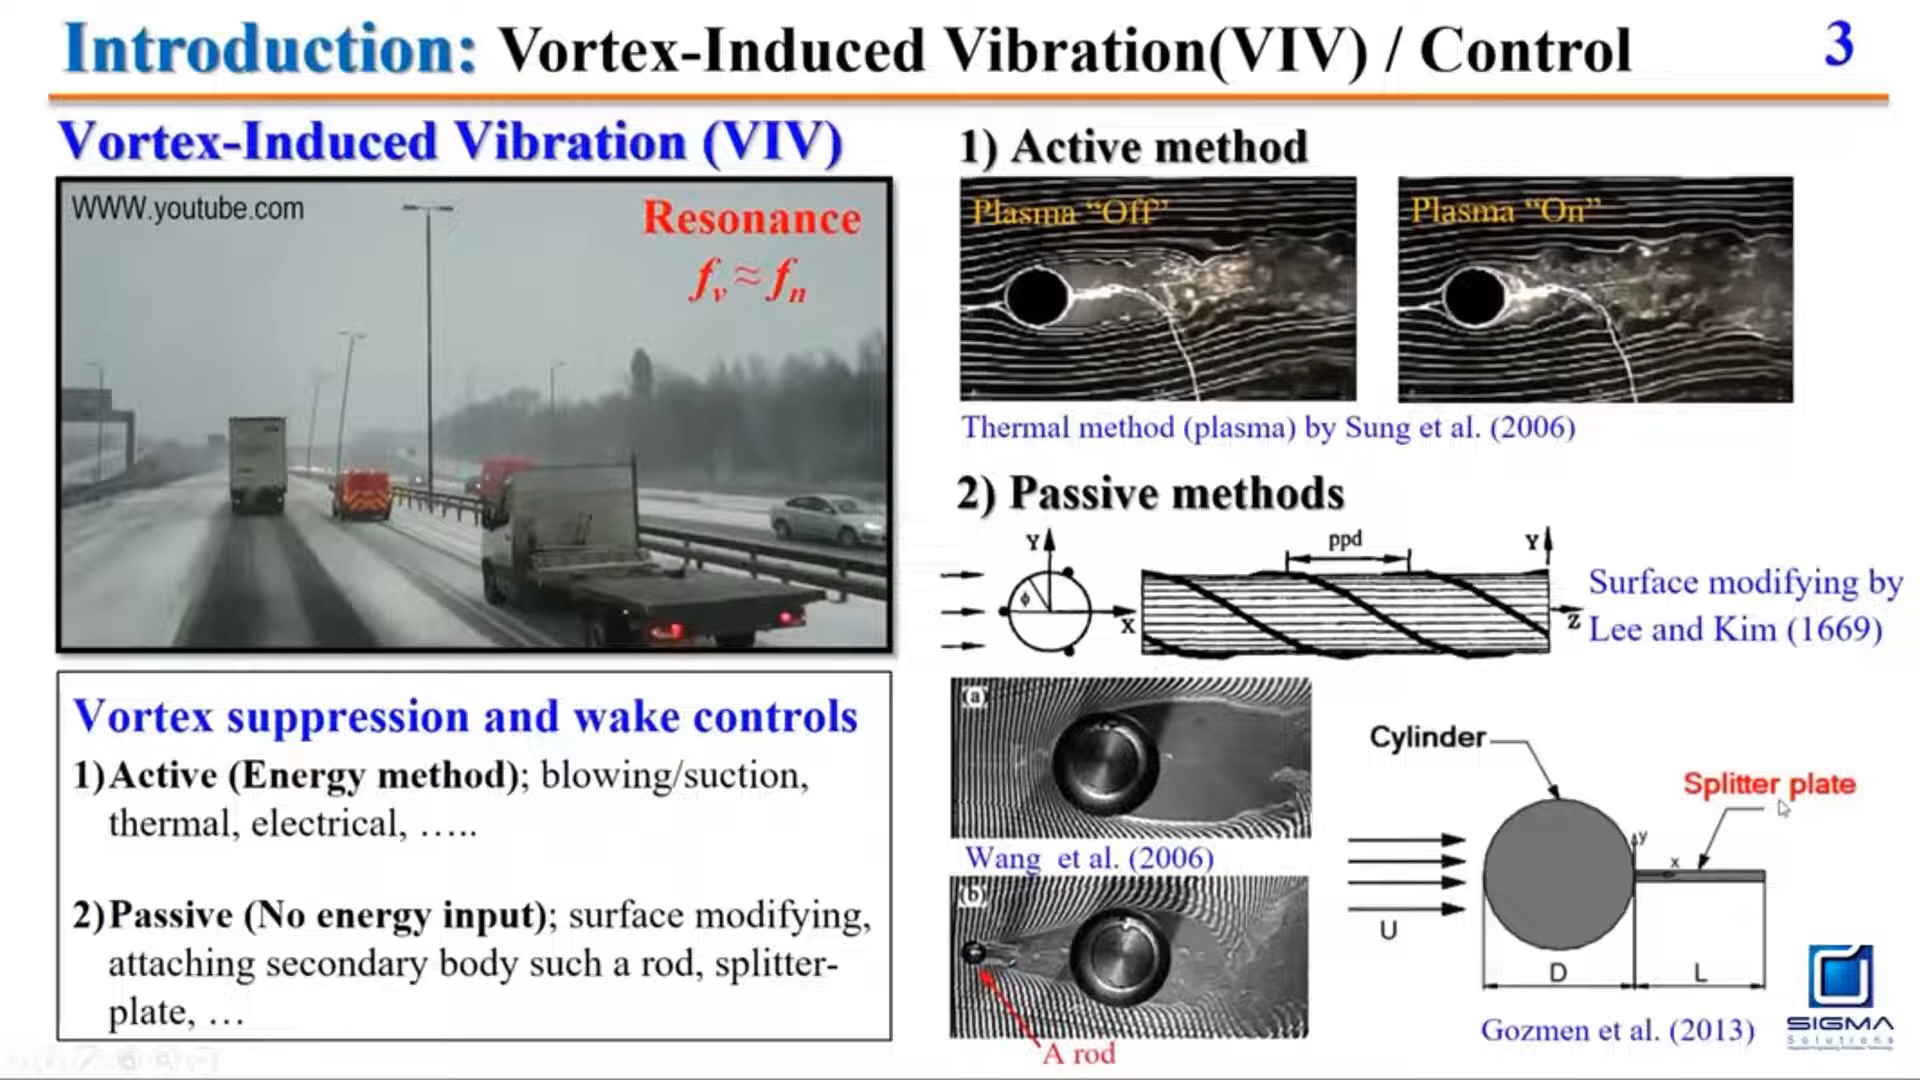 Introduction: Vortex-Induced Vibration(VIV) / Control
3
Vortex-Induced Vibration (VIV)
WWW.youtube.com
Resonance
fv ≈ fn
Vortex suppression and wake controls
1)Active (Energy method); blowing/suction,
thermal, electrical, …..
2)Passive (No energy input); surface modifying,
attaching secondary body such a rod, splitter-
plate, …
1) Active method
Plasma “Off”
Plasma “On”
Thermal method (plasma) by Sung et al. (2006)
2) Passive methods
Y
ϕ
X
ppd
Y
Z
Surface modifying by
Lee and Kim (1669)
(a)
Wang et al. (2006)
(b)
A rod
Cylinder
Splitter plate
y
x
U
D
L
Gozmen et al. (2013)
SIGMA
Solutions